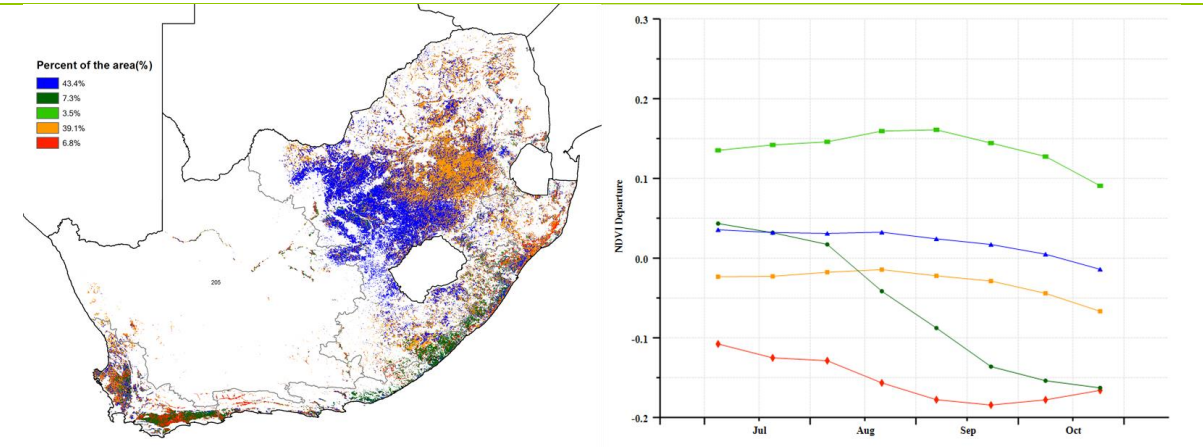 Percent of the area(%)
43.4%
7.3%
3.5%
39.1%
6.8%
144
205
NDVI Departure
0.3
0.2
0.1
0.0
-0.1
-0.2
Jul
Aug
Sep
Oct